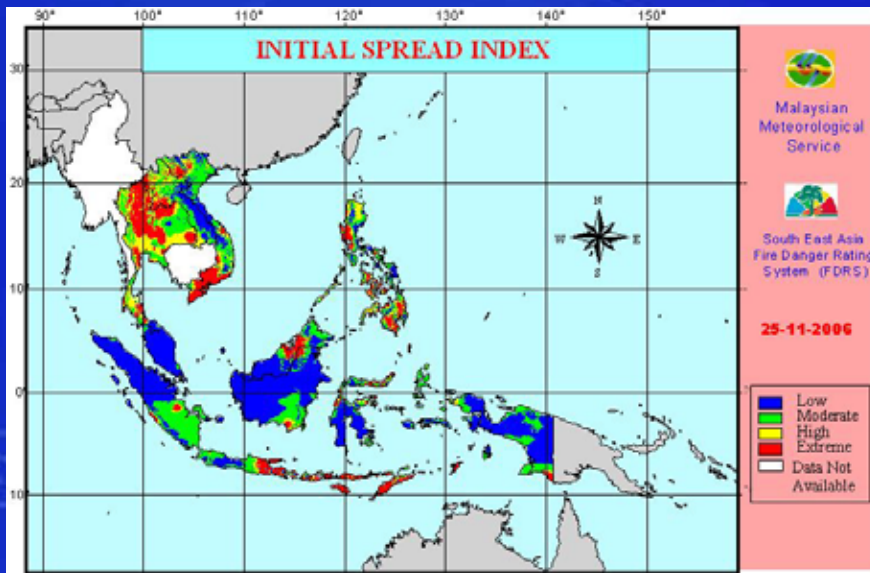 90° 100° 110° 120° 130° 140° 150°
INITIAL SPREAD INDEX
30
20
10
0
10
N
W E
S
Malaysian
Meteorological
Service
South East Asia
Fire Danger Rating
System (FDRS)
25-11-2006
Low
Moderate
High
Extreme
Data Not
Available